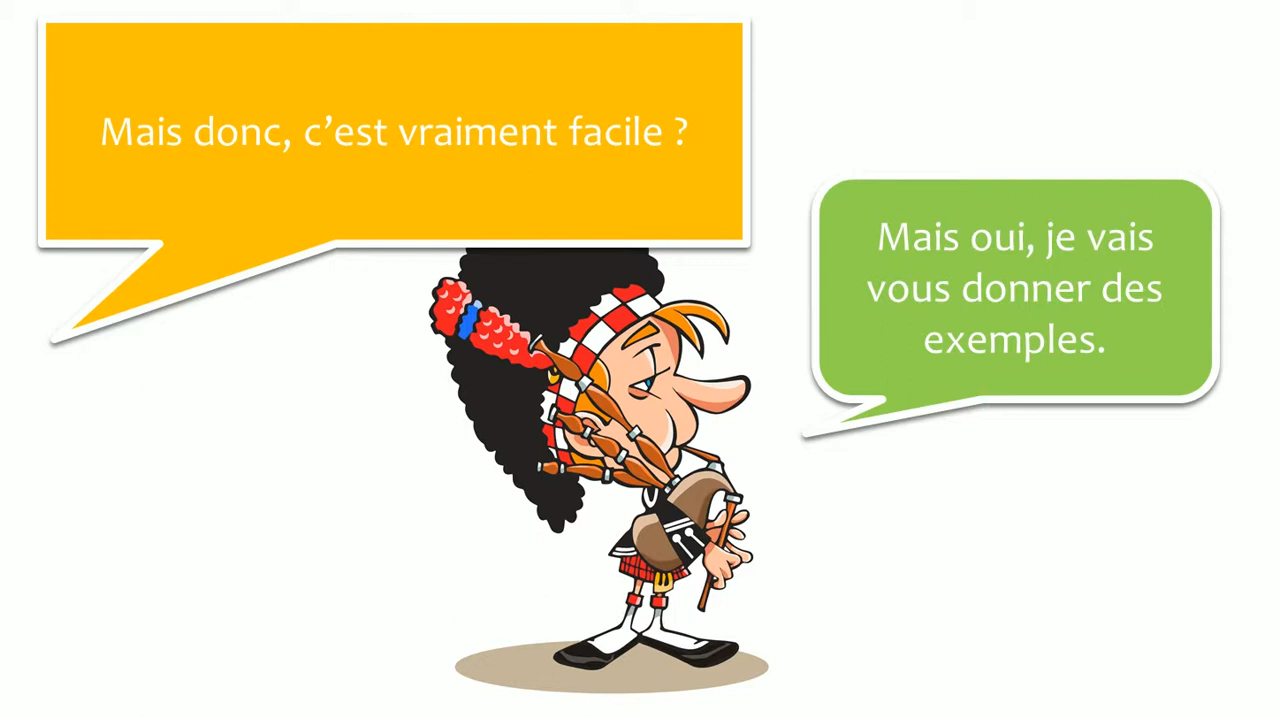 Mais donc, c’est vraiment facile ?
Mais oui, je vais
vous donner des
exemples.